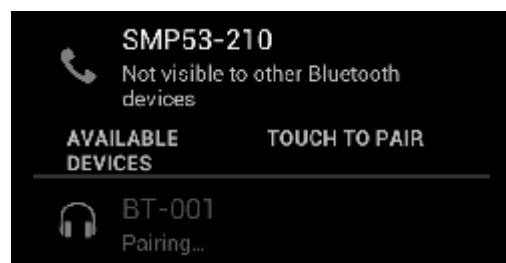 SMP53-210
Not visible to other Bluetooth
devices
AVAILABLE DEVICES
TOUCH TO PAIR
BT-001
Pairing...